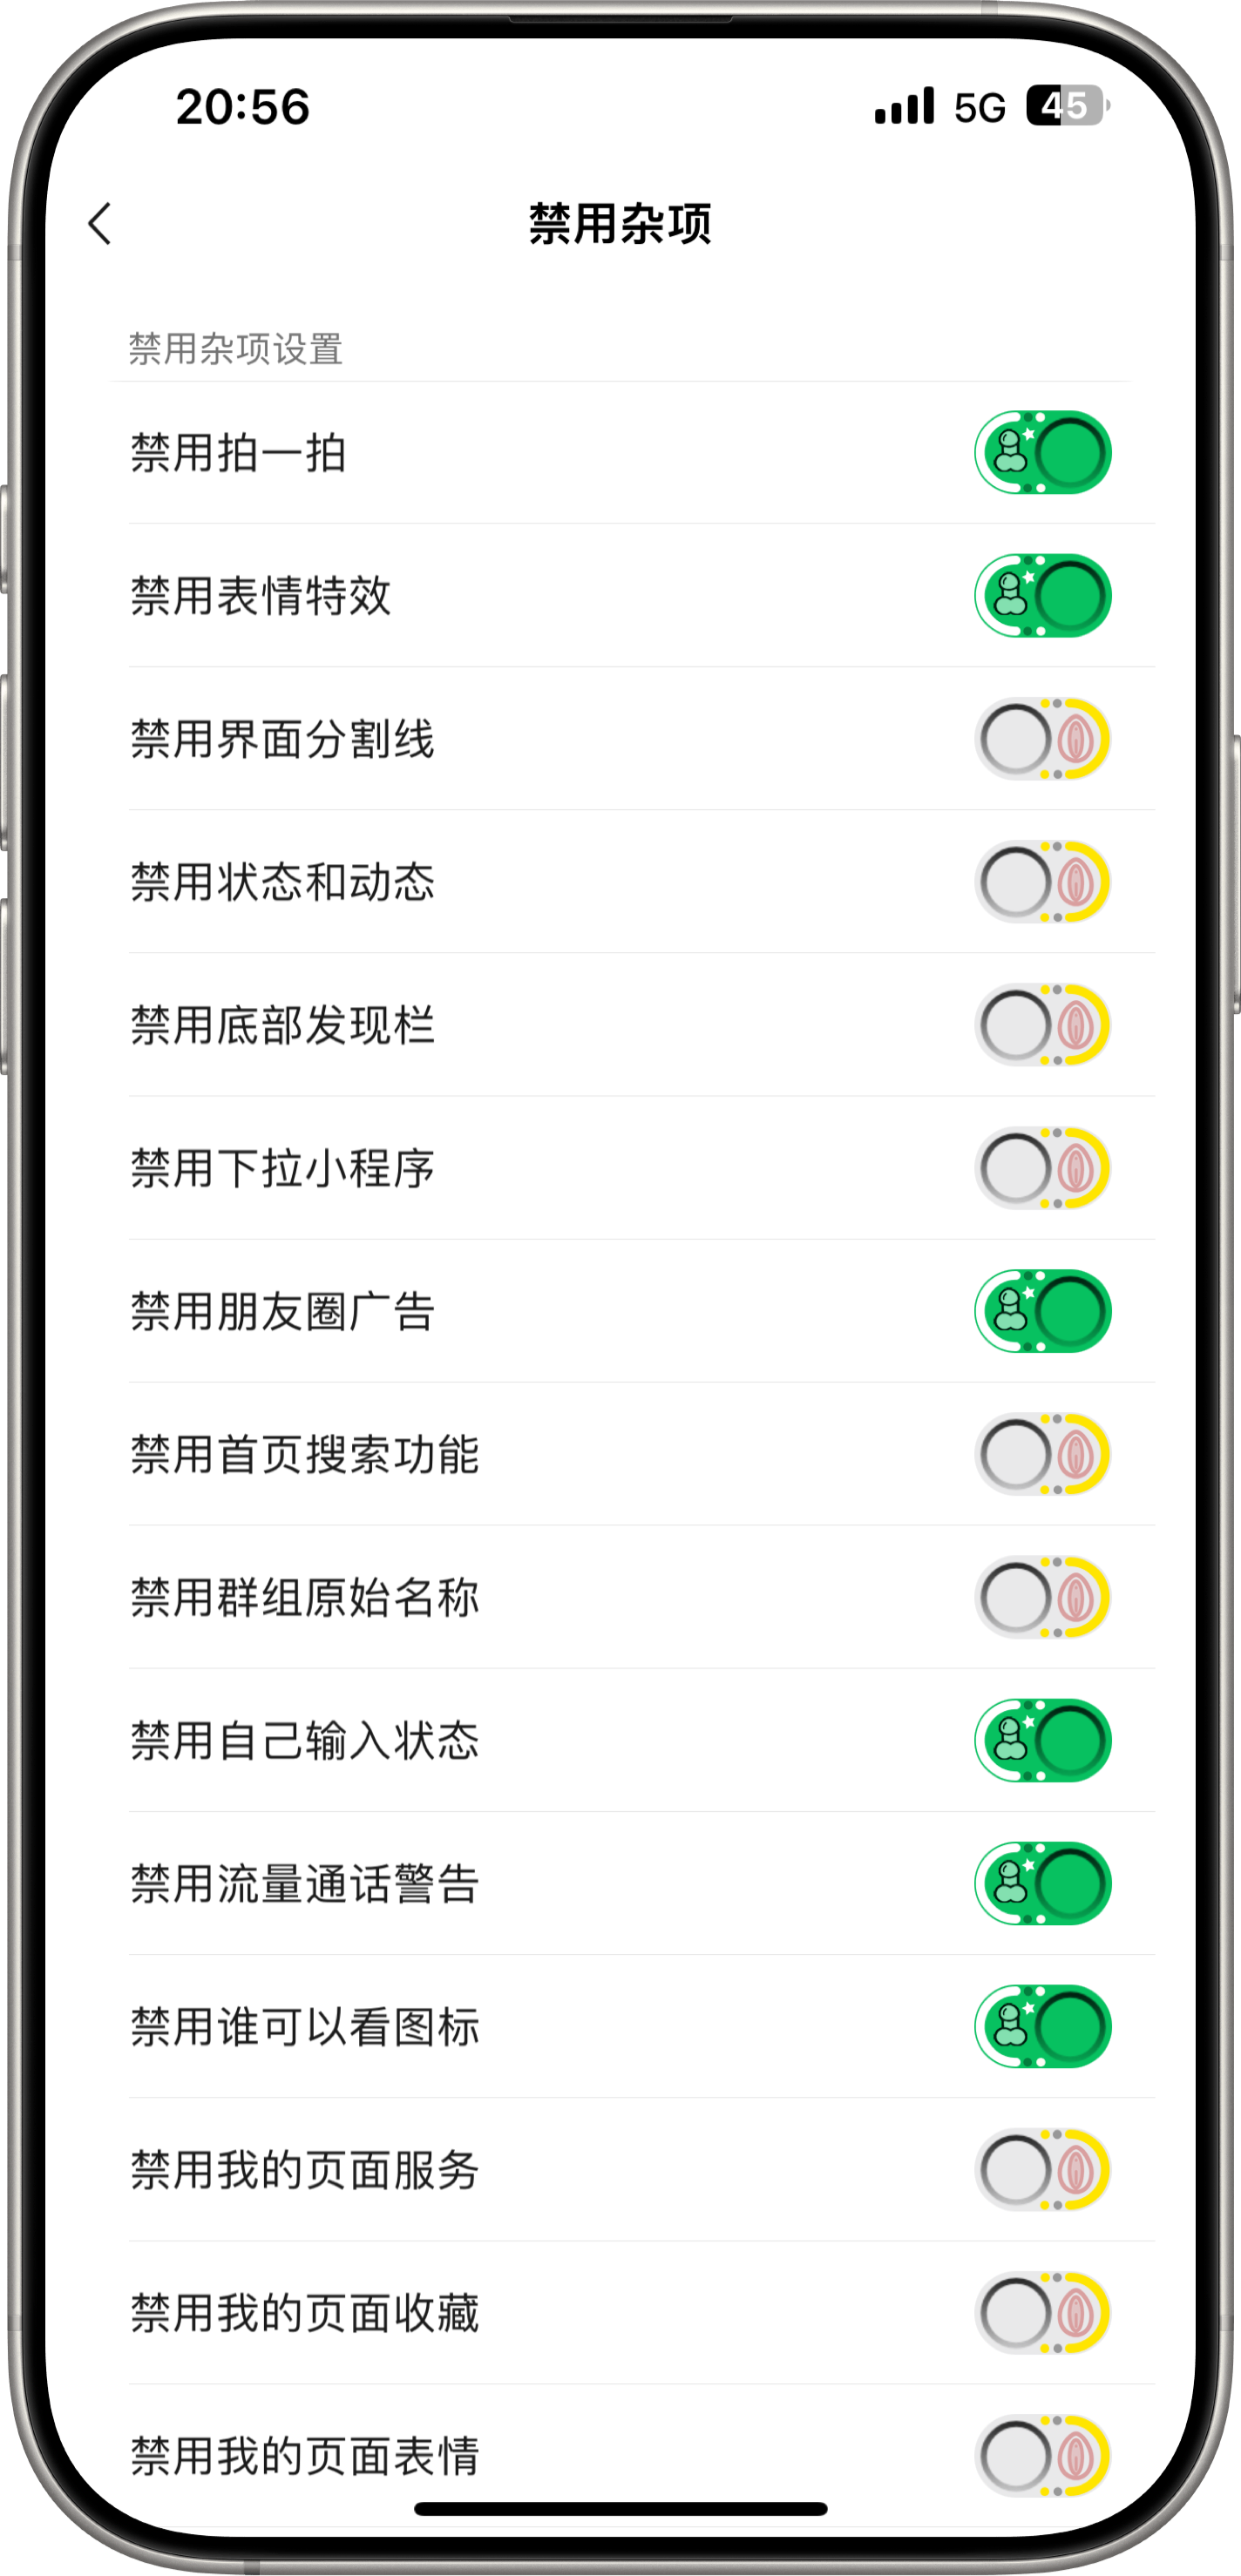 20:56
5G
45
禁用杂项
禁用杂项设置
禁用拍一拍
禁用表情特效
禁用界面分割线
禁用状态和动态
禁用底部发现栏
禁用下拉小程序
禁用朋友圈广告
禁用首页搜索功能
禁用群组原始名称
禁用自己输入状态
禁用流量通话警告
禁用谁可以看图标
禁用我的页面服务
禁用我的页面收藏
禁用我的页面表情